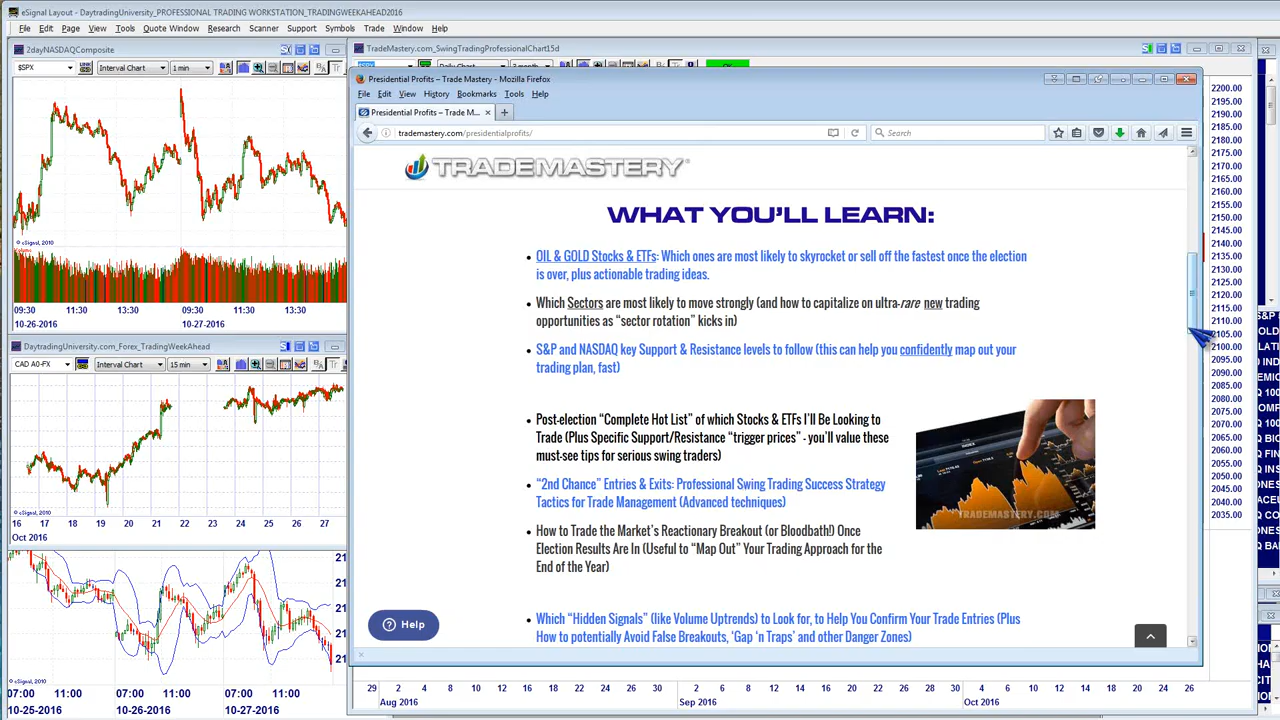 eSignal Layout - DaytradingUniversity_PROFESSIONAL TRADING WORKSTATION_TRADINGWEEKAHEAD2016
File Edit Page View Tools Quote Window Research Scanner Support Symbols Trade Window Help
2dayNASDAQComposite
$SPX Interval Chart 1 min
Volume
© eSignal, 2010
09:30 11:30 13:30 09:30 11:30 13:30
10-26-2016 10-27-2016
DaytradingUniversity.com_Forex_TradingWeekAhead
CAD A0-FX Interval Chart 15 min
© eSignal, 2010
16 17 18 19 20 21 23 24 25 26 27
Oct 2016
07:00 11:00 07:00 11:00 07:00 11:00
10-25-2016 10-26-2016 10-27-2016
TradeMastery.com_SwingTradingProfessionalChart15d
Presidential Profits – Trade Mastery - Mozilla Firefox
File Edit View History Bookmarks Tools Help
Presidential Profits – Trade M...
trademastery.com/presidentialprofits/
Search
TRADEMASTERY®
WHAT YOU'LL LEARN:
• OIL & GOLD Stocks & ETFs: Which ones are most likely to skyrocket or sell off the fastest once the election
is over, plus actionable trading ideas.
• Which Sectors are most likely to move strongly (and how to capitalize on ultra-rare new trading
opportunities as “sector rotation” kicks in)
• S&P and NASDAQ key Support & Resistance levels to follow (this can help you confidently map out your
trading plan, fast)
• Post-election “Complete Hot List” of which Stocks & ETFs I’ll Be Looking to
Trade (Plus Specific Support/Resistance “trigger prices” - you’ll value these
must-see tips for serious swing traders)
TRADEMASTERY.COM
• “2nd Chance” Entries & Exits: Professional Swing Trading Success Strategy
Tactics for Trade Management (Advanced techniques)
• How to Trade the Market’s Reactionary Breakout (or Bloodbath!) Once
Election Results Are In (Useful to “Map Out” Your Trading Approach for the
End of the Year)
• Which “Hidden Signals” (like Volume Uptrends) to Look for, to Help You Confirm Your Trade Entries (Plus
How to potentially Avoid False Breakouts, ‘Gap ‘n Traps’ and other Danger Zones)
Help
29 2 4 8 10 12 16 18 22 24 26 30 2 7 9 13 15 19 21 23 27 29 4 6 10 12 14 18 20 24 26
Aug 2016 Sep 2016 Oct 2016
2200.00
2195.00
2190.00
2185.00
2180.00
2175.00
2170.00
2165.00
2160.00
2155.00
2150.00
2145.00
2140.00
2135.00
2130.00
2125.00
2120.00
2115.00
2110.00
2105.00
2100.00
2095.00
2090.00
2085.00
2080.00
2075.00
2070.00
2065.00
2060.00
2055.00
2050.00
2045.00
2040.00
2035.00